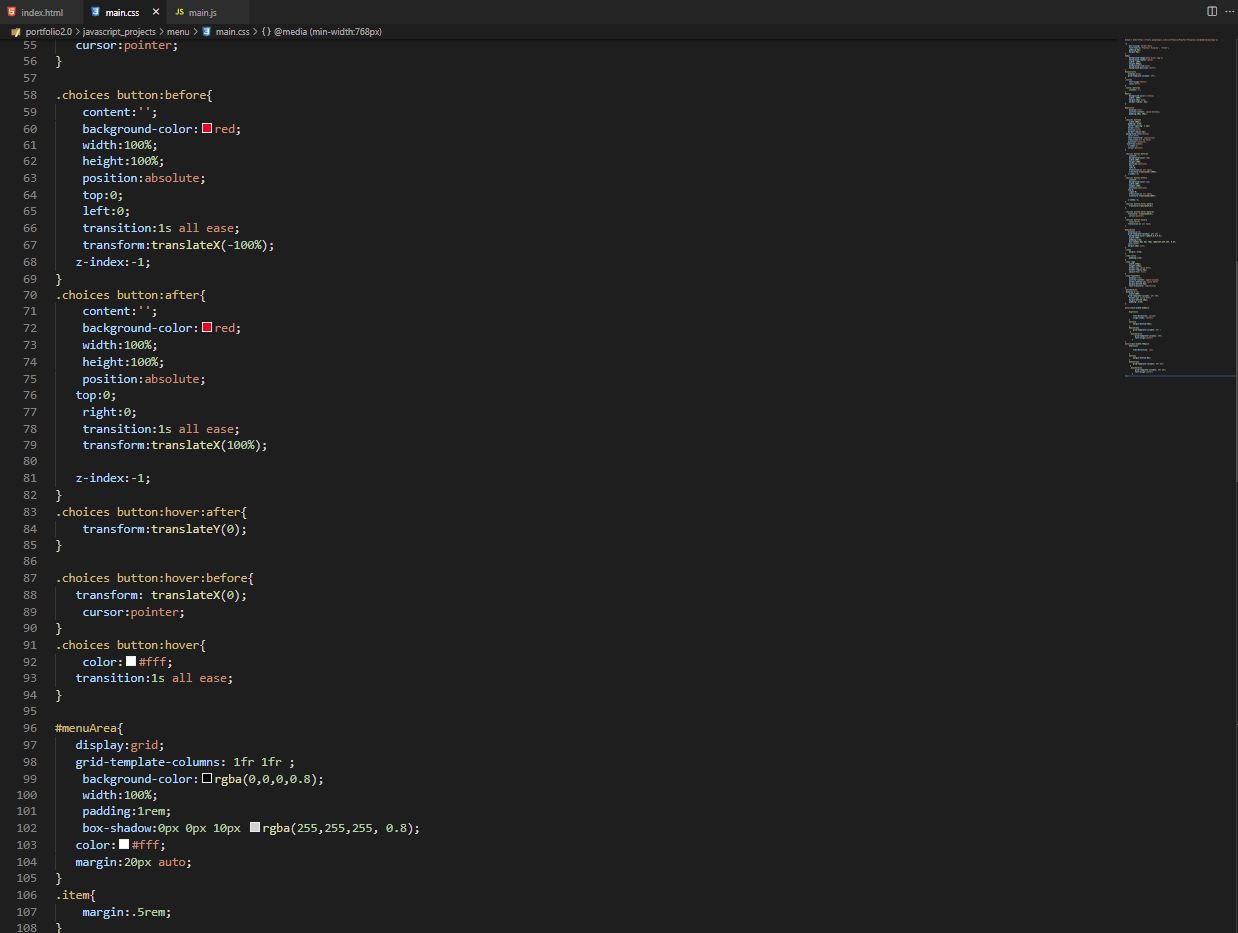 index.html main.css × JS main.js ···
portfolio2.0 > javascript_projects > menu > main.css > {} @media (min-width:768px)
55 cursor:pointer;
56 }
57
58 .choices button:before{
59 content:'';
60 background-color:red;
61 width:100%;
62 height:100%;
63 position:absolute;
64 top:0;
65 left:0;
66 transition:1s all ease;
67 transform:translateX(-100%);
68 z-index:-1;
69 }
70 .choices button:after{
71 content:'';
72 background-color:red;
73 width:100%;
74 height:100%;
75 position:absolute;
76 top:0;
77 right:0;
78 transition:1s all ease;
79 transform:translateX(100%);
80
81 z-index:-1;
82 }
83 .choices button:hover:after{
84 transform:translateY(0);
85 }
86
87 .choices button:hover:before{
88 transform: translateX(0);
89 cursor:pointer;
90 }
91 .choices button:hover{
92 color:#fff;
93 transition:1s all ease;
94 }
95
96 #menuArea{
97 display:grid;
98 grid-template-columns: 1fr 1fr ;
99 background-color:rgba(0,0,0,0.8);
100 width:100%;
101 padding:1rem;
102 box-shadow:0px 0px 10px rgba(255,255,255, 0.8);
103 color:#fff;
104 margin:20px auto;
105 }
106 .item{
107 margin:.5rem;
108 }